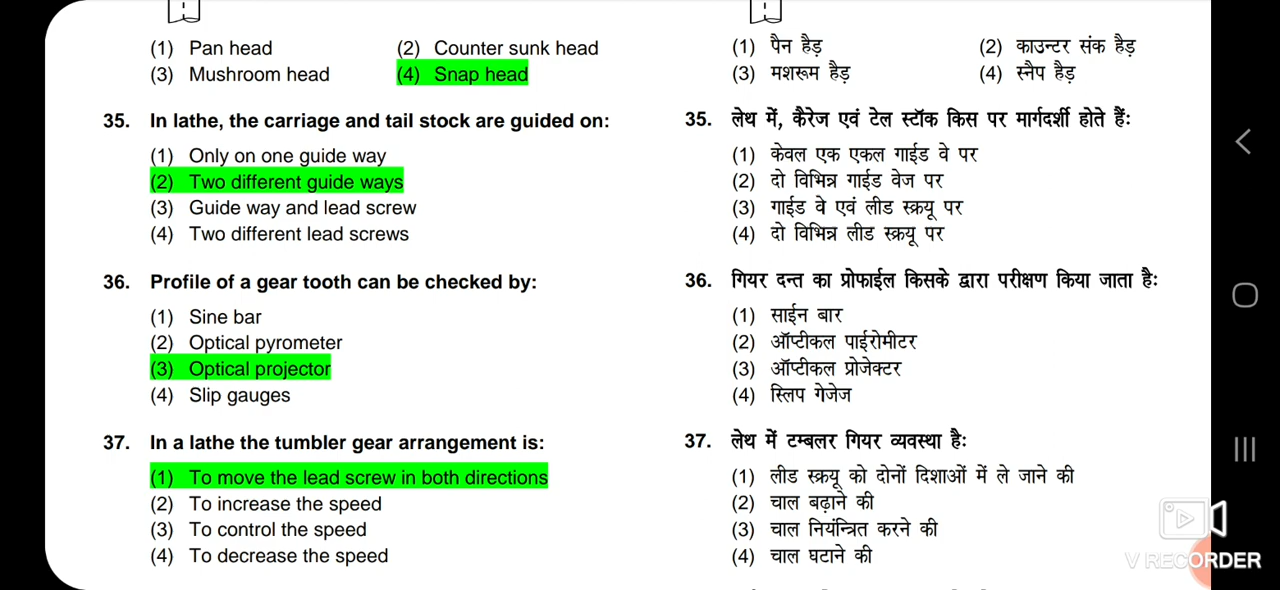 (1) Pan head (2) Counter sunk head
(3) Mushroom head (4) Snap head
35. In lathe, the carriage and tail stock are guided on:
(1) Only on one guide way
(2) Two different guide ways
(3) Guide way and lead screw
(4) Two different lead screws
36. Profile of a gear tooth can be checked by:
(1) Sine bar
(2) Optical pyrometer
(3) Optical projector
(4) Slip gauges
37. In a lathe the tumbler gear arrangement is:
(1) To move the lead screw in both directions
(2) To increase the speed
(3) To control the speed
(4) To decrease the speed
(1) पैन हैड़ (2) काउन्टर संक हैड़
(3) मशरूम हैड़ (4) स्नैप हैड़
35. लेथ में, कैरेज एवं टेल स्टॉक किस पर मार्गदर्शी होते हैं:
(1) केवल एक एकल गाईड वे पर
(2) दो विभिन्न गाईड वेज पर
(3) गाईड वे एवं लीड स्क्रयू पर
(4) दो विभिन्न लीड स्क्रयू पर
36. गियर दन्त का प्रोफाईल किसके द्वारा परीक्षण किया जाता है:
(1) साईन बार
(2) ऑप्टीकल पाईरोमीटर
(3) ऑप्टीकल प्रोजेक्टर
(4) स्लिप गेजेज
37. लेथ में टम्बलर गियर व्यवस्था है:
(1) लीड स्क्रयू को दोनों दिशाओं में ले जाने की
(2) चाल बढ़ाने की
(3) चाल नियंन्त्रित करने की
(4) चाल घटाने की
V RECORDER